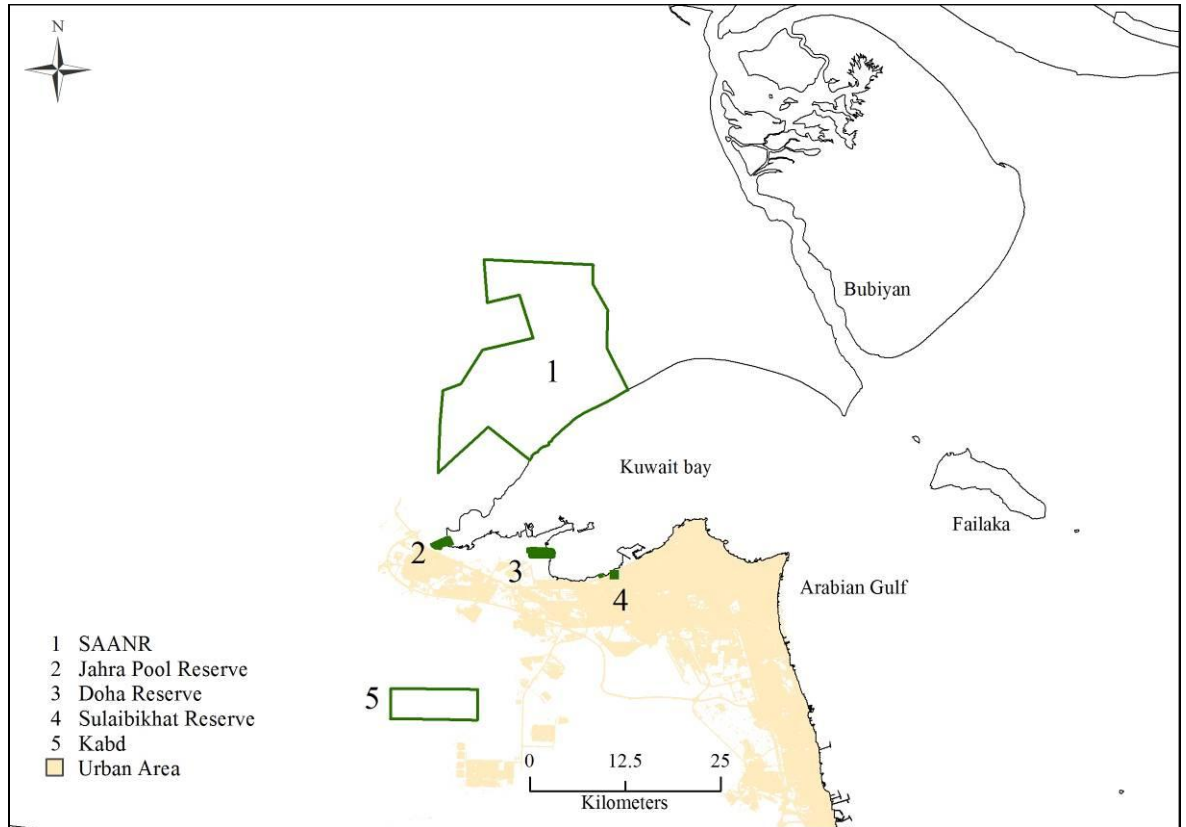 N
Bubiyan
1
Kuwait bay
Failaka
2
3
4
Arabian Gulf
1 SAANR
2 Jahra Pool Reserve
3 Doha Reserve
4 Sulaibikhat Reserve
5 Kabd
Urban Area
5
0 12.5 25
Kilometers